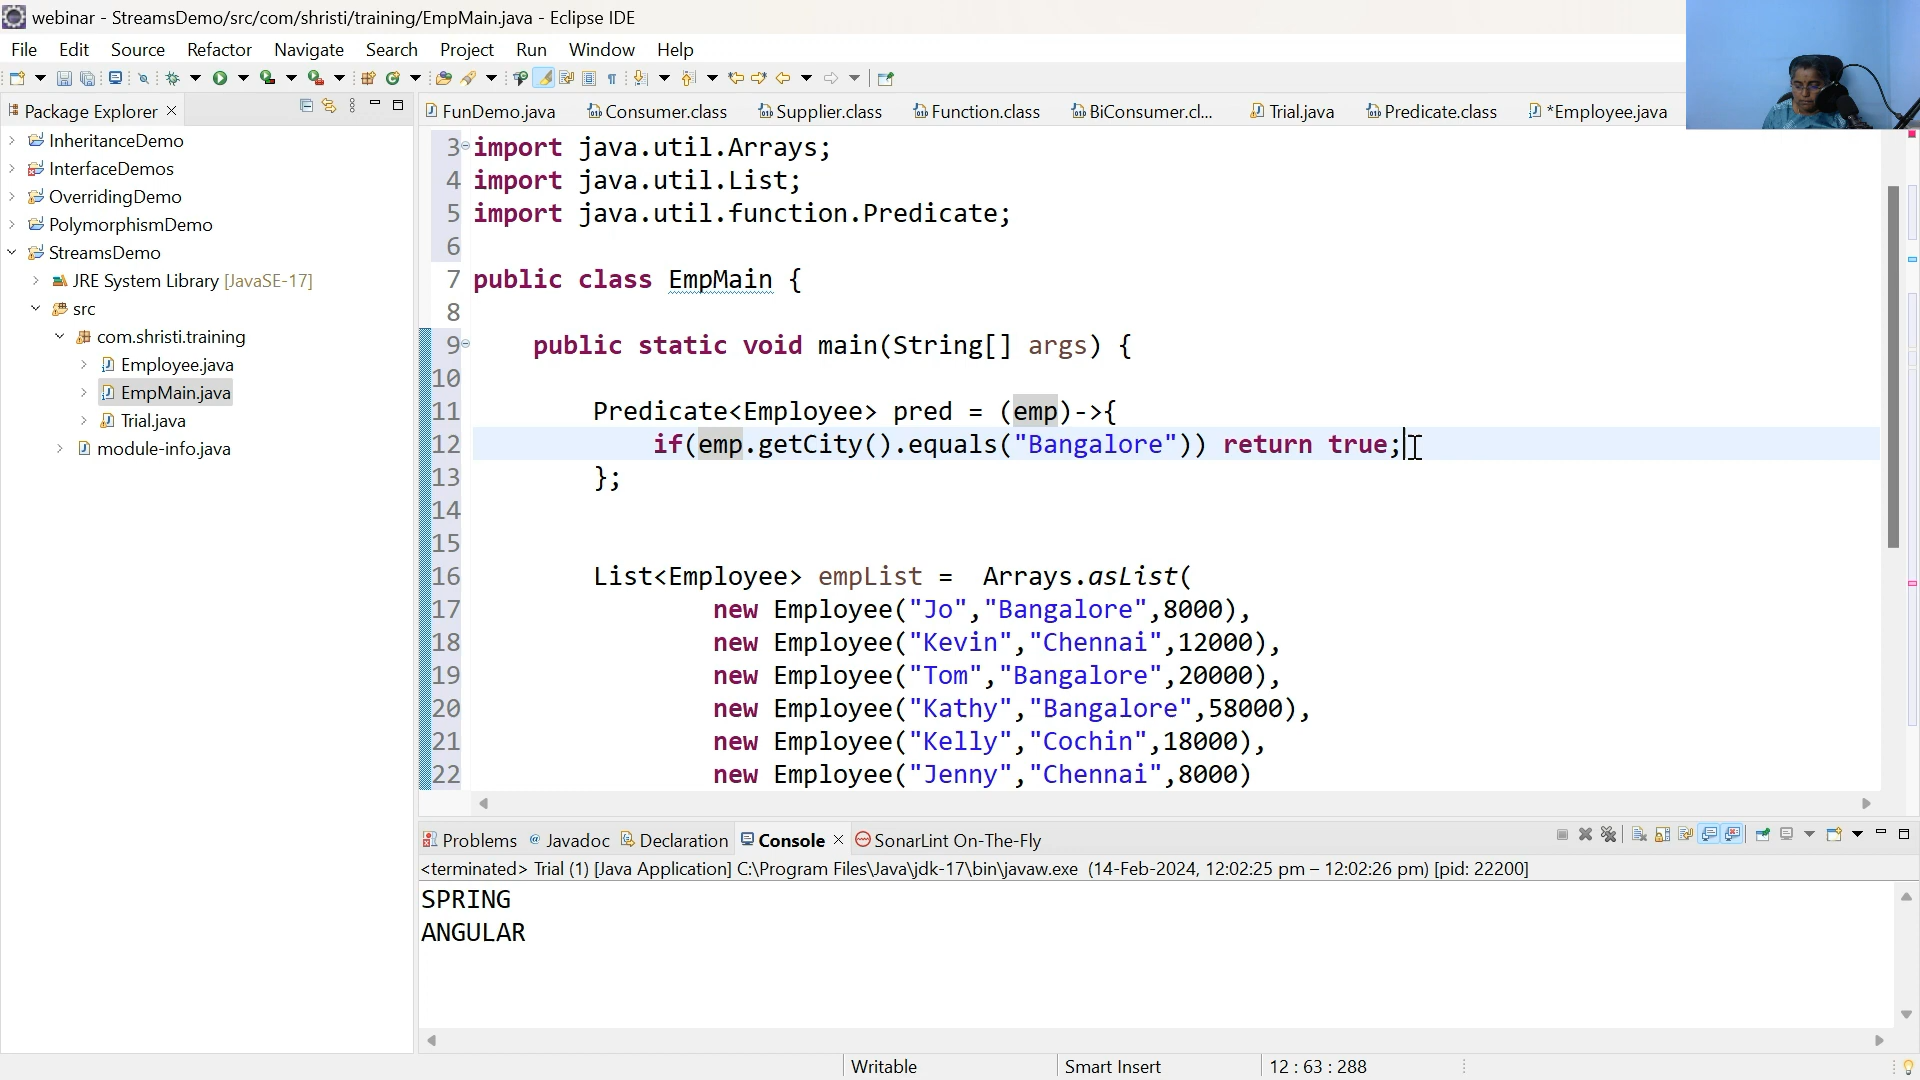 webinar - StreamsDemo/src/com/shristi/training/EmpMain.java - Eclipse IDE
File Edit Source Refactor Navigate Search Project Run Window Help
Package Explorer
InheritanceDemo
InterfaceDemos
OverridingDemo
PolymorphismDemo
StreamsDemo
JRE System Library [JavaSE-17]
src
com.shristi.training
Employee.java
EmpMain.java
Trial.java
module-info.java
FunDemo.java Consumer.class Supplier.class Function.class BiConsumer.cl... Trial.java Predicate.class *Employee.java
3 import java.util.Arrays;
4 import java.util.List;
5 import java.util.function.Predicate;
6
7 public class EmpMain {
8
9 public static void main(String[] args) {
10
11 Predicate<Employee> pred = (emp)->{
12 if(emp.getCity().equals("Bangalore")) return true;
13 };
14
15
16 List<Employee> empList = Arrays.asList(
17 new Employee("Jo","Bangalore",8000),
18 new Employee("Kevin","Chennai",12000),
19 new Employee("Tom","Bangalore",20000),
20 new Employee("Kathy","Bangalore",58000),
21 new Employee("Kelly","Cochin",18000),
22 new Employee("Jenny","Chennai",8000)
Problems Javadoc Declaration Console SonarLint On-The-Fly
<terminated> Trial (1) [Java Application] C:\Program Files\Java\jdk-17\bin\javaw.exe (14-Feb-2024, 12:02:25 pm – 12:02:26 pm) [pid: 22200]
SPRING
ANGULAR
Writable Smart Insert 12 : 63 : 288